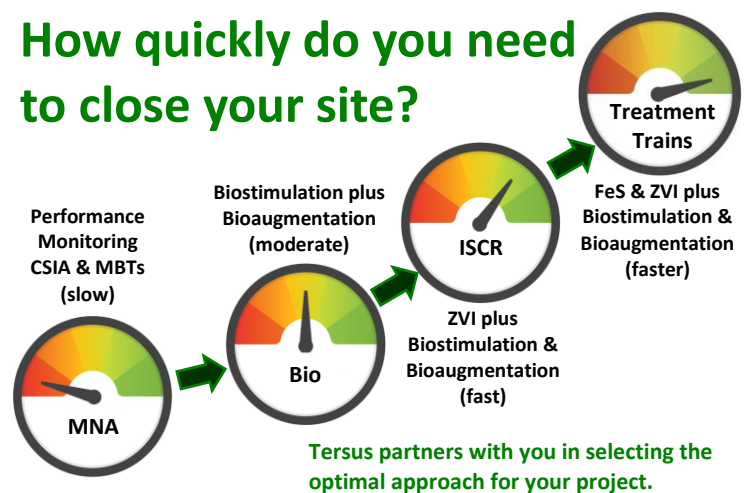 How quickly do you need
to close your site?
Performance
Monitoring
CSIA & MBTs
(slow)
MNA
Biostimulation plus
Bioaugmentation
(moderate)
Bio
ISCR
ZVI plus
Biostimulation &
Bioaugmentation
(fast)
Treatment
Trains
FeS & ZVI plus
Biostimulation &
Bioaugmentation
(faster)
Tersus partners with you in selecting the
optimal approach for your project.